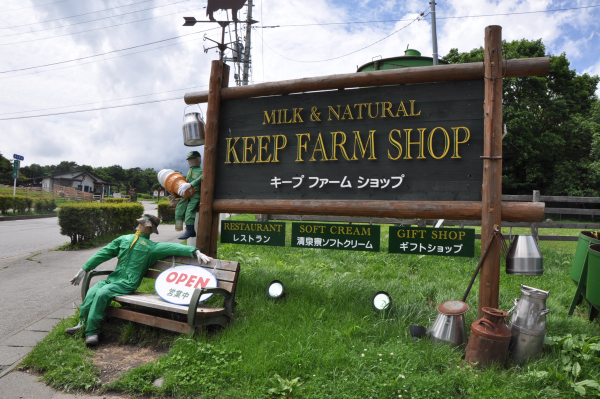 MILK & NATURAL
KEEP FARM SHOP
キープ ファーム ショップ
RESTAURANT
レストラン
SOFT CREAM
清泉寮ソフトクリーム
GIFT SHOP
ギフトショップ
OPEN
営業中